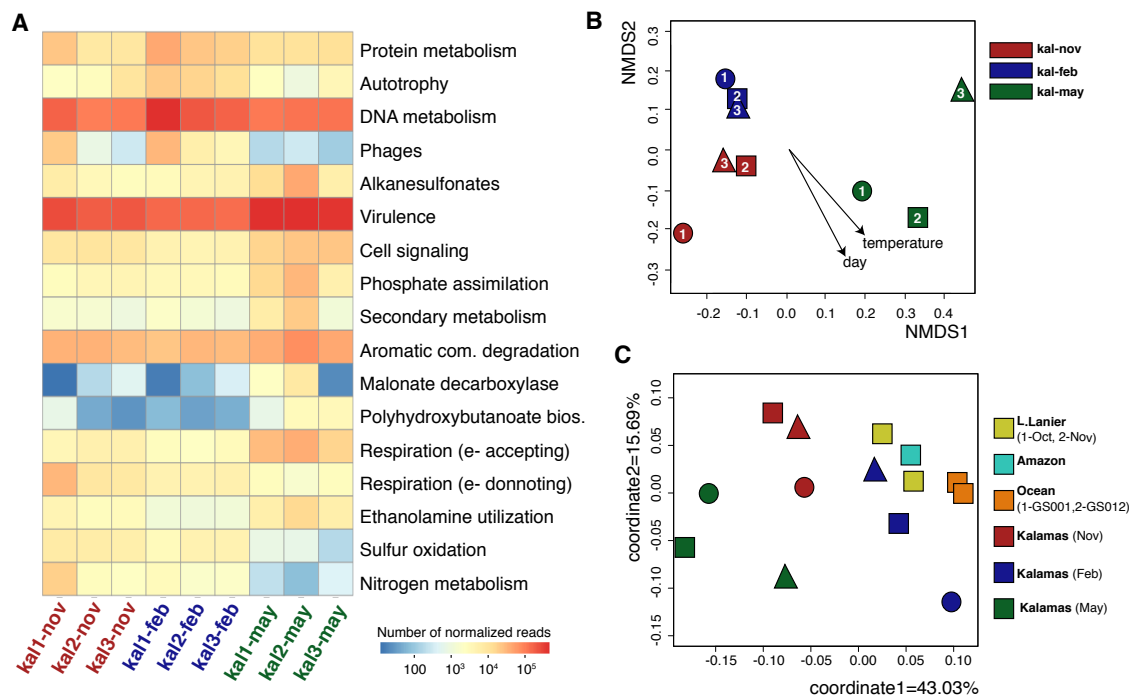 A
Protein metabolism
Autotrophy
DNA metabolism
Phages
Alkanesulfonates
Virulence
Cell signaling
Phosphate assimilation
Secondary metabolism
Aromatic com. degradation
Malonate decarboxylase
Polyhydroxybutanoate bios.
Respiration (e- accepting)
Respiration (e- donnoting)
Ethanolamine utilization
Sulfur oxidation
Nitrogen metabolism
kal1-nov kal2-nov kal3-nov kal1-feb kal2-feb kal3-feb kal1-may kal2-may kal3-may
Number of normalized reads
100 10³ 10⁴ 10⁵
B
NMDS2
0.3
0.2
0.1
0.0
-0.1
-0.2
-0.3
1
2
3
3
3
2
1
2
1
temperature
day
-0.2 -0.1 0.0 0.1 0.2 0.3 0.4
NMDS1
kal-nov
kal-feb
kal-may
C
coordinate2=15.69%
0.10
0.05
0.00
-0.05
-0.10
-0.15
-0.15 -0.10 -0.05 0.00 0.05 0.10
coordinate1=43.03%
L.Lanier
(1-Oct, 2-Nov)
Amazon
Ocean
(1-GS001,2-GS012)
Kalamas (Nov)
Kalamas (Feb)
Kalamas (May)